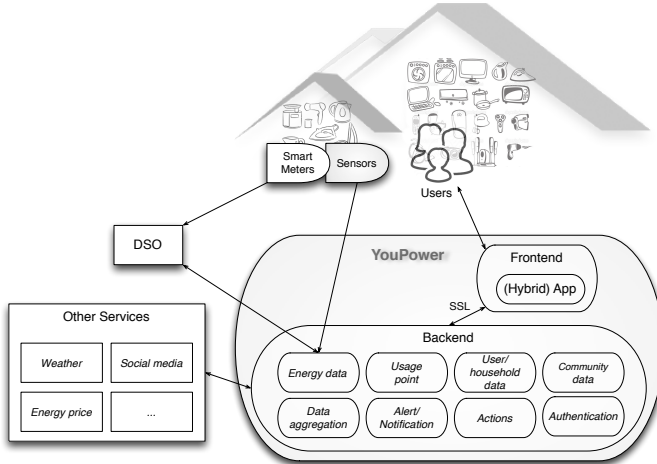 Smart
Meters
Sensors
Users
DSO
YouPower
Frontend
(Hybrid) App
SSL
Other Services
Weather
Social media
Energy price
...
Backend
Energy data
Usage
point
User/
household
data
Community
data
Data
aggregation
Alert/
Notification
Actions
Authentication